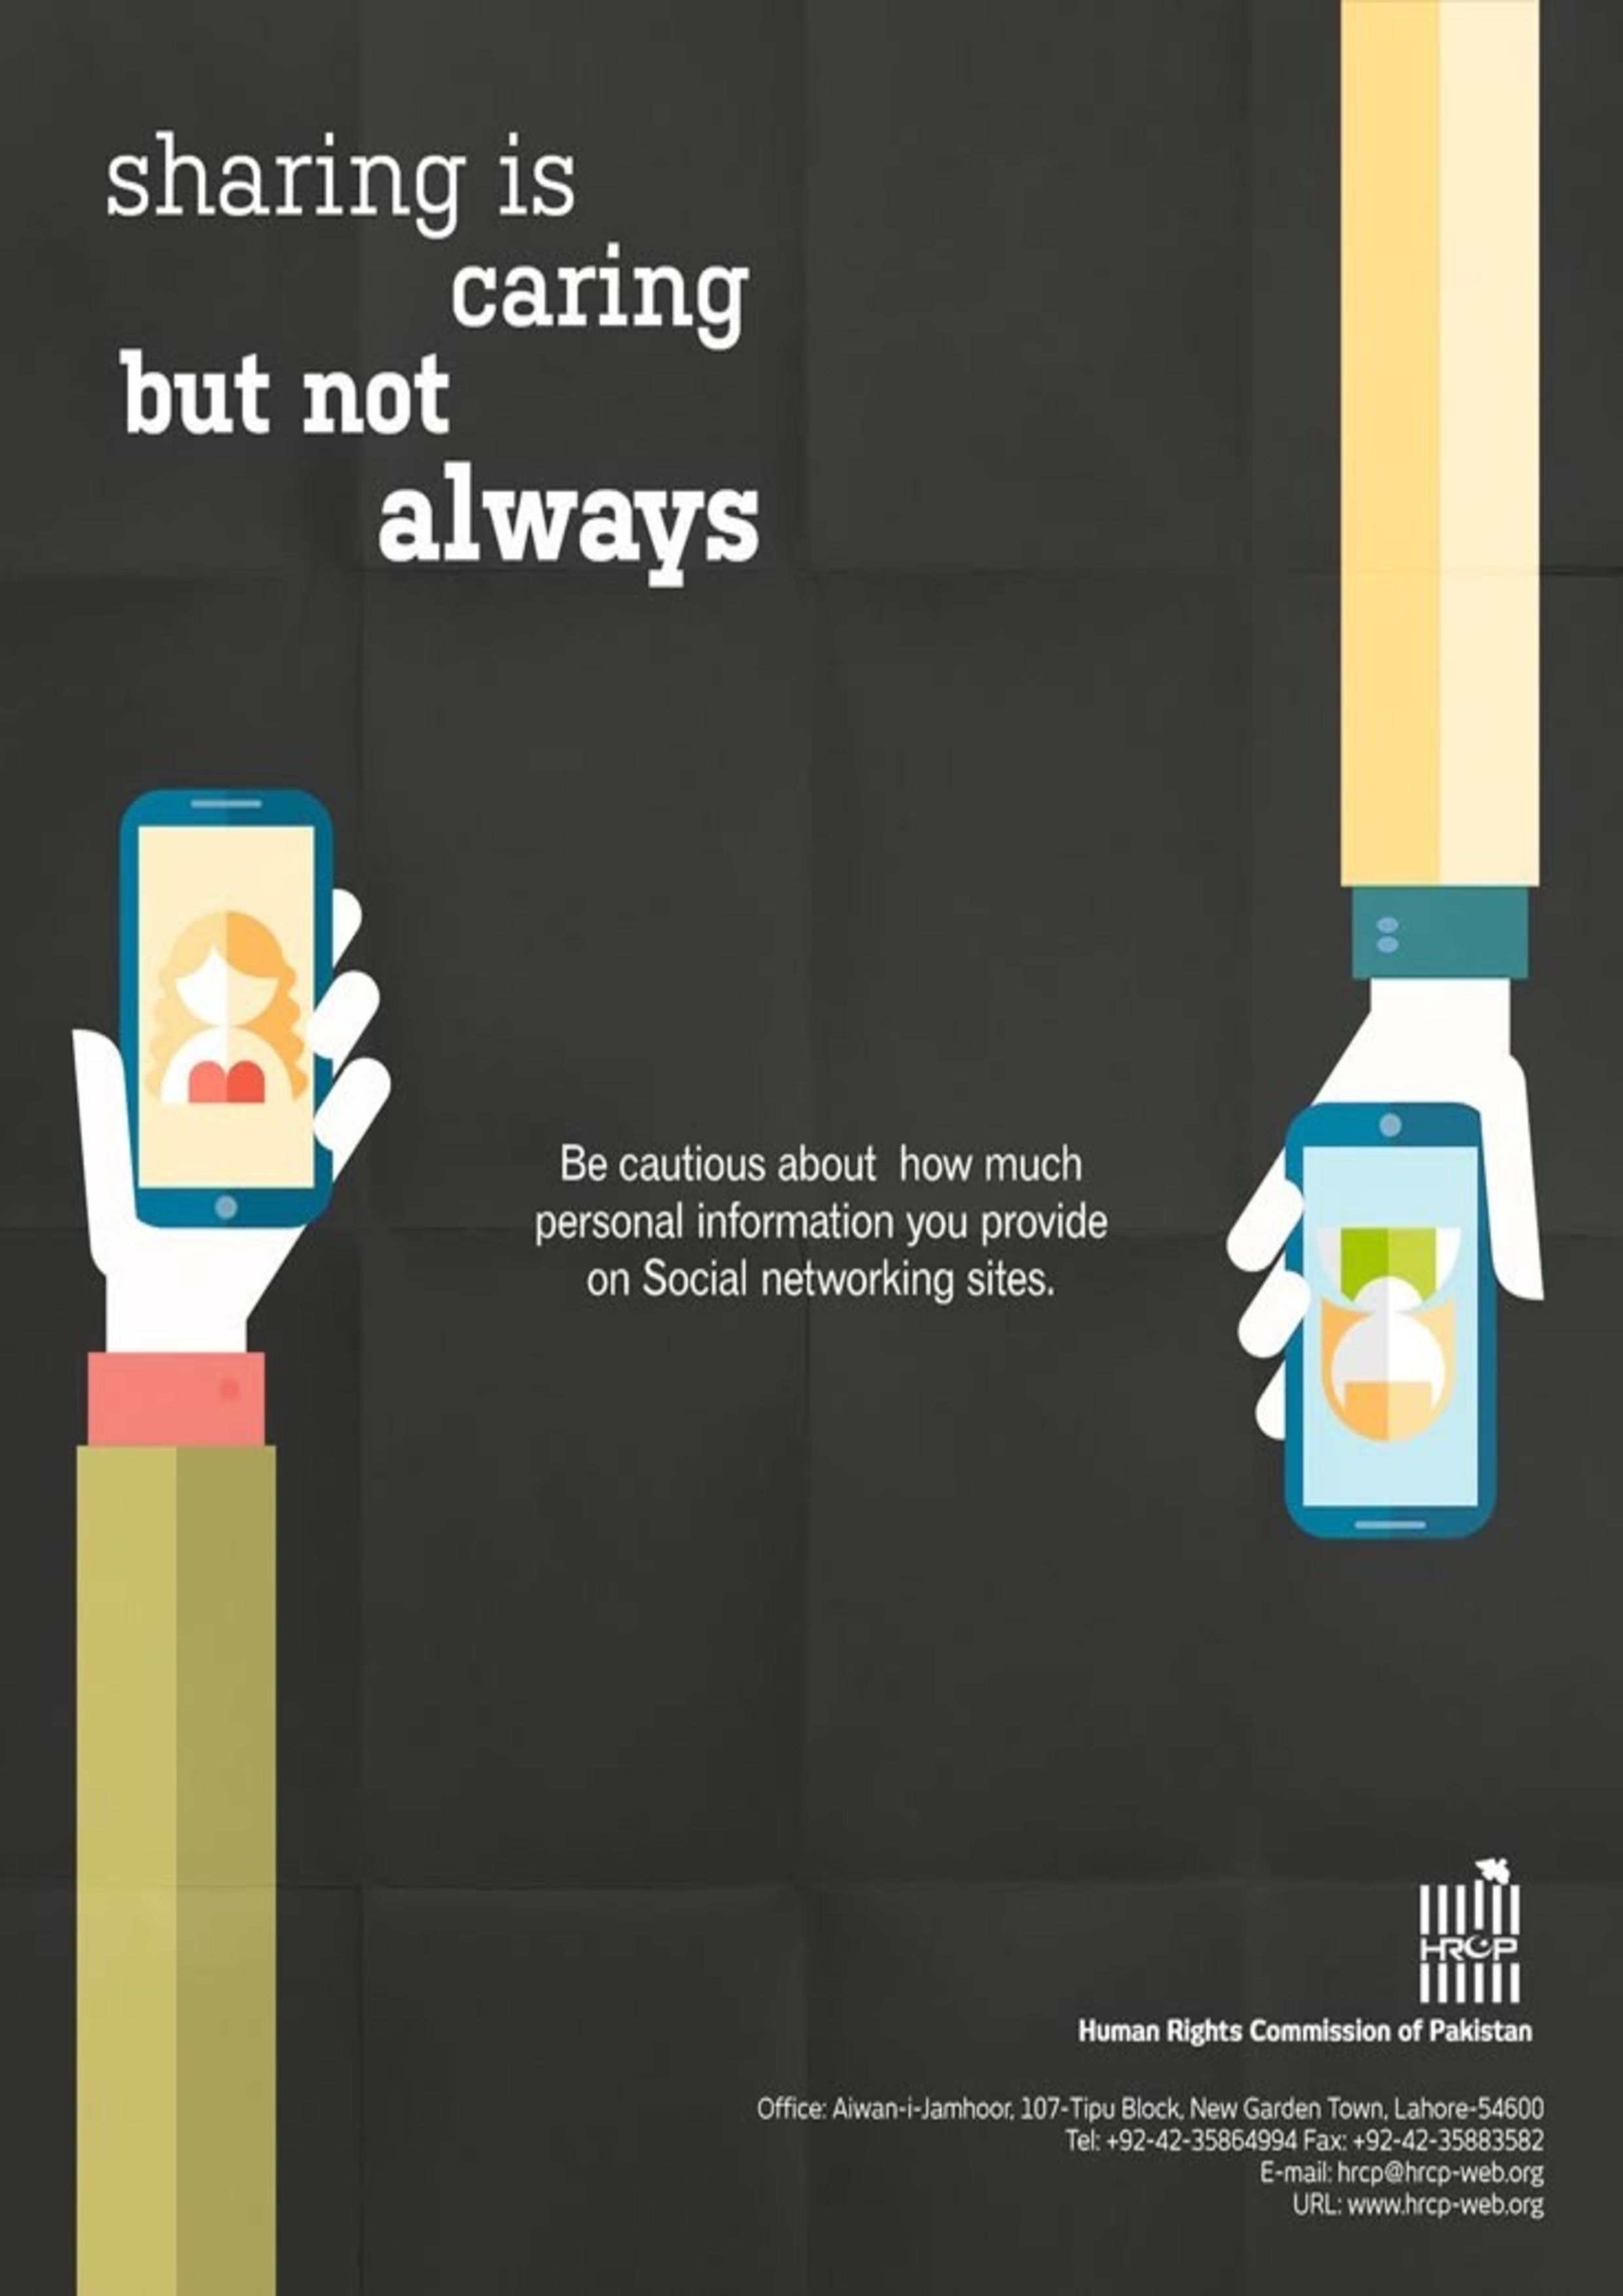 sharing is
caring
but not
always
Be cautious about how much
personal information you provide
on Social networking sites.
HRCP
Human Rights Commission of Pakistan
Office: Aiwan-i-Jamhoor, 107-Tipu Block, New Garden Town, Lahore-54600
Tel: +92-42-35864994 Fax: +92-42-35883582
E-mail: hrcp@hrcp-web.org
URL: www.hrcp-web.org